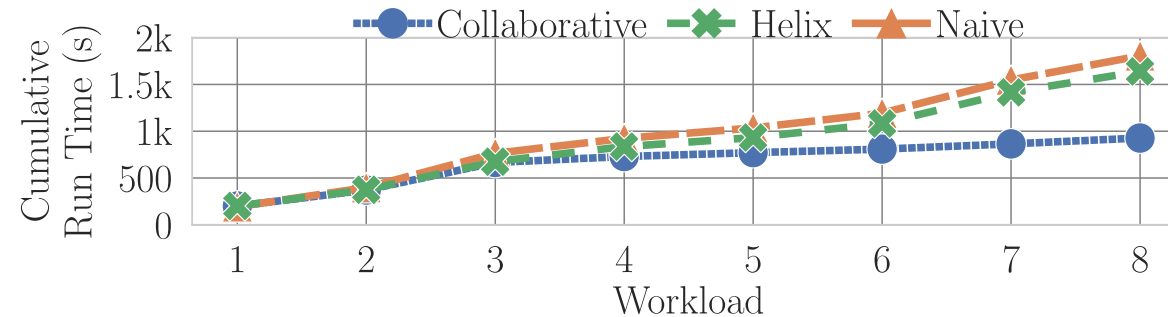 Collaborative Helix Naive
Cumulative
Run Time (s)
2k
1.5k
1k
500
0
1 2 3 4 5 6 7 8
Workload